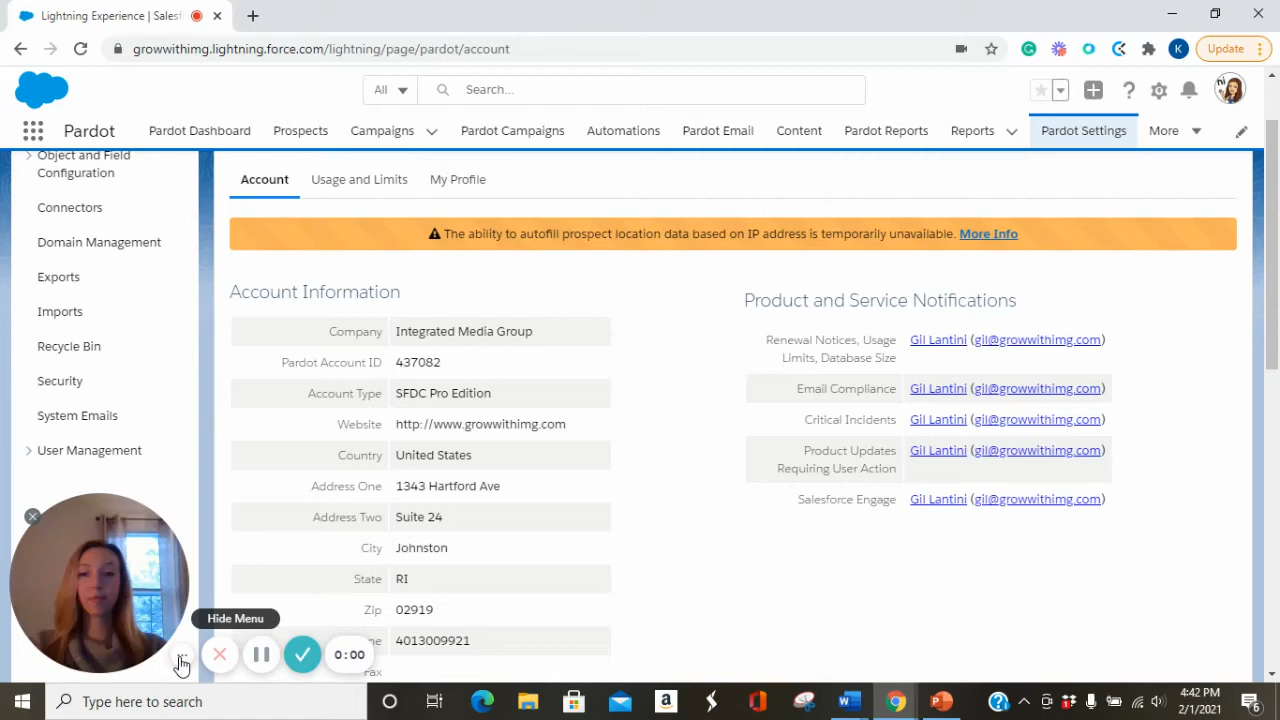 Lightning Experience | Sales
growwithimg.lightning.force.com/lightning/page/pardot/account
K
Update
All
Search...
hi
Pardot
Pardot Dashboard
Prospects
Campaigns
Pardot Campaigns
Automations
Pardot Email
Content
Pardot Reports
Reports
Pardot Settings
More
Object and Field
Configuration
Connectors
Domain Management
Exports
Imports
Recycle Bin
Security
System Emails
User Management
Account
Usage and Limits
My Profile
The ability to autofill prospect location data based on IP address is temporarily unavailable. More Info
Account Information
Company Integrated Media Group
Pardot Account ID 437082
Account Type SFDC Pro Edition
Website http://www.growwithimg.com
Country United States
Address One 1343 Hartford Ave
Address Two Suite 24
City Johnston
State RI
Zip 02919
ne 4013009921
Fax
Product and Service Notifications
Renewal Notices, Usage
Limits, Database Size
Gil Lantini (gil@growwithimg.com)
Email Compliance Gil Lantini (gil@growwithimg.com)
Critical Incidents Gil Lantini (gil@growwithimg.com)
Product Updates
Requiring User Action
Gil Lantini (gil@growwithimg.com)
Salesforce Engage Gil Lantini (gil@growwithimg.com)
Hide Menu
0:00
Type here to search
4:42 PM
2/1/2021
6